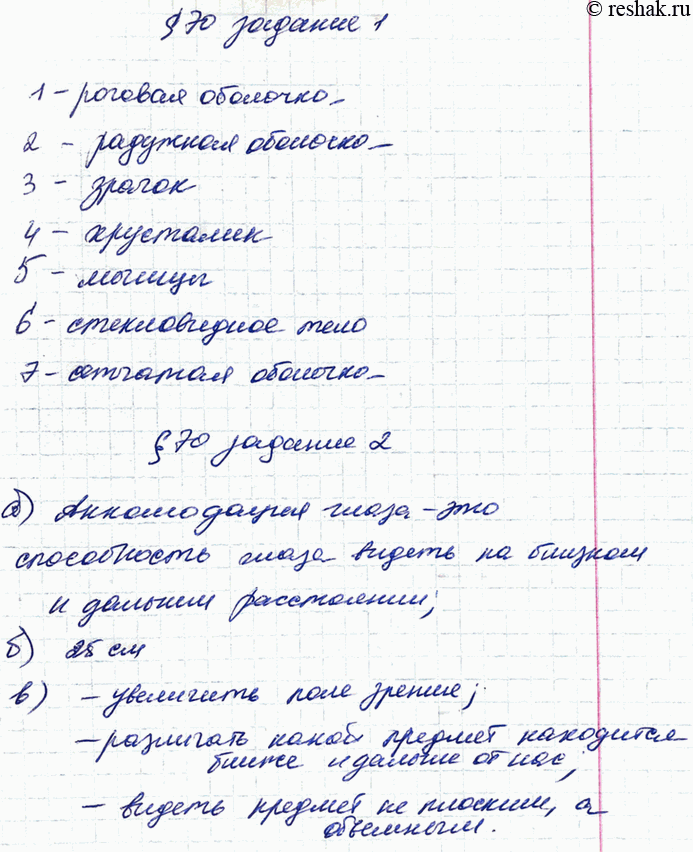 © reshak.ru
§ 70 задание 1
1 – роговая оболочка
2 – радужная оболочка
3 – зрачок
4 – хрусталик
5 – мышцы
6 – стекловидное тело
7 – сетчатая оболочка
§ 70 задание 2
а) Аккомодация глаза – это
способность глаза видеть на близком
и дальнем расстоянии;
б) 25 см
в) – увеличить поле зрение;
– различать какой предмет находится
ближе и дальше от нас;
– видеть предмет не плоским, а
объемным.